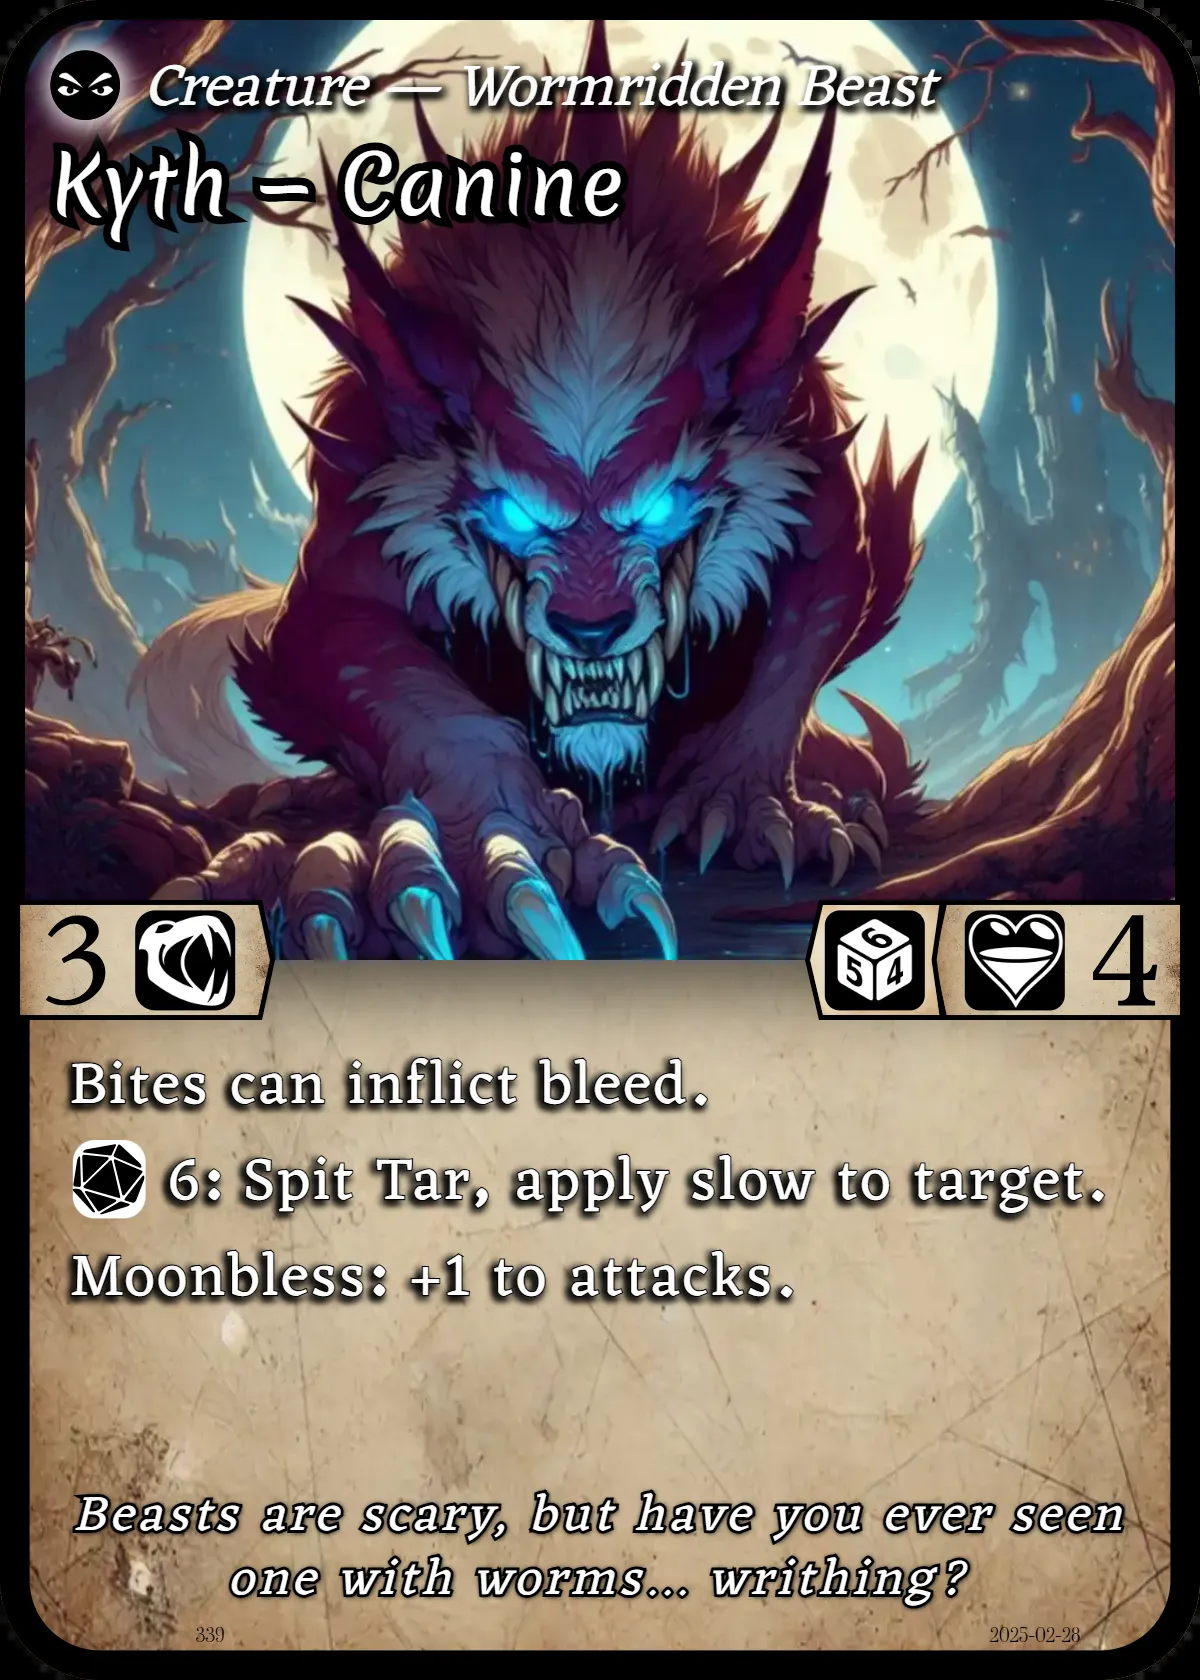 Creature — Wormridden Beast
Kyth = Canine
3
6
5 4
4
Bites can inflict bleed.
6: Spit Tar, apply slow to target.
Moonbless: +1 to attacks.
Beasts are scary, but have you ever seen
one with worms... writhing?
339
2025-02-28